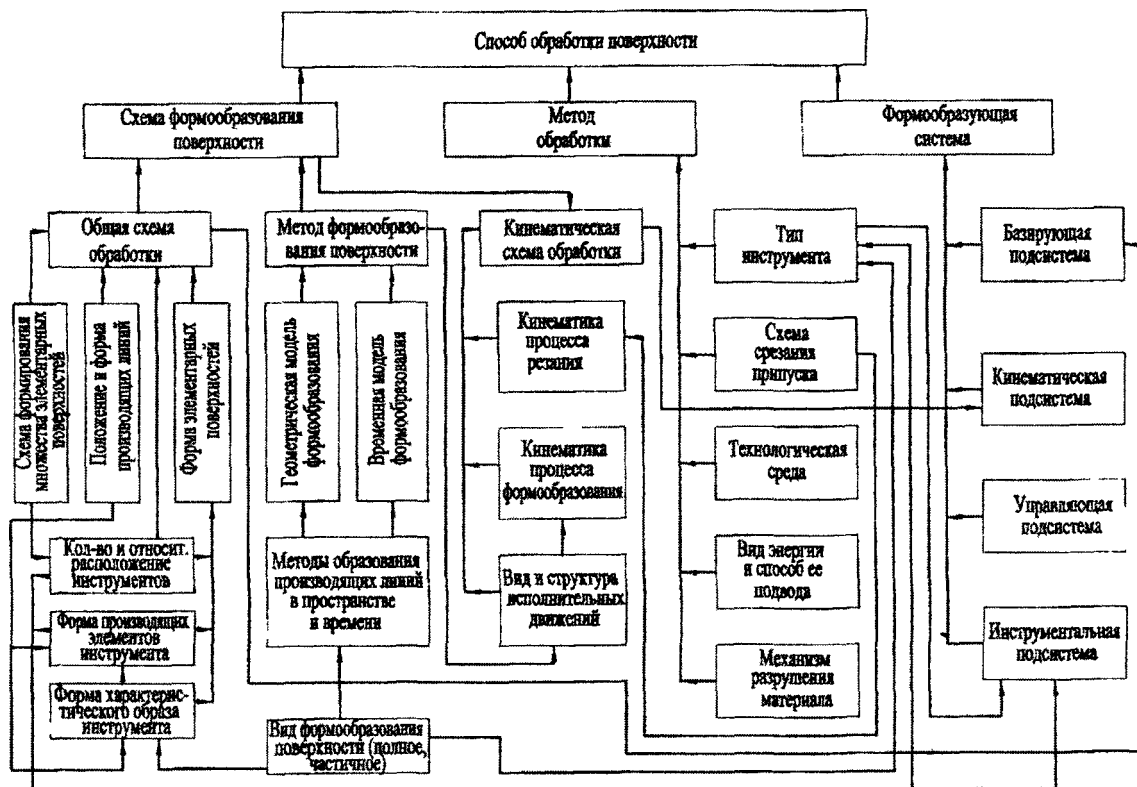 Способ обработки поверхности
Схема формообразования
поверхности
Метод
обработки
Формообразующая
система
Общая схема
обработки
Метод формообразо-
вания поверхности
Кинематическая
схема обработки
Тип
инструмента
Базирующая
подсистема
Схема формирования
множества элементарных
поверхностей
Положение и форма
производящих линий
Форма элементарных
поверхностей
Геометрическая модель
формообразования
Временная модель
формообразования
Кинематика
процесса
резания
Схема
срезания
припуска
Кинематическая
подсистема
Кинематика
процесса
формобразования
Технологическая
среда
Управляющая
подсистема
Кол-во и относит.
расположение
инструментов
Методы образования
производящих линий
в пространстве
и времени
Вид и структура
исполнительных
движений
Вид энергии
и способ ее
подвода
Форма производящих
элементов
инструмента
Инструментальная
подсистема
Форма характерис-
тического образа
инструмента
Механизм
разрушения
материала
Вид формообразования
поверхности (полное,
частичное)